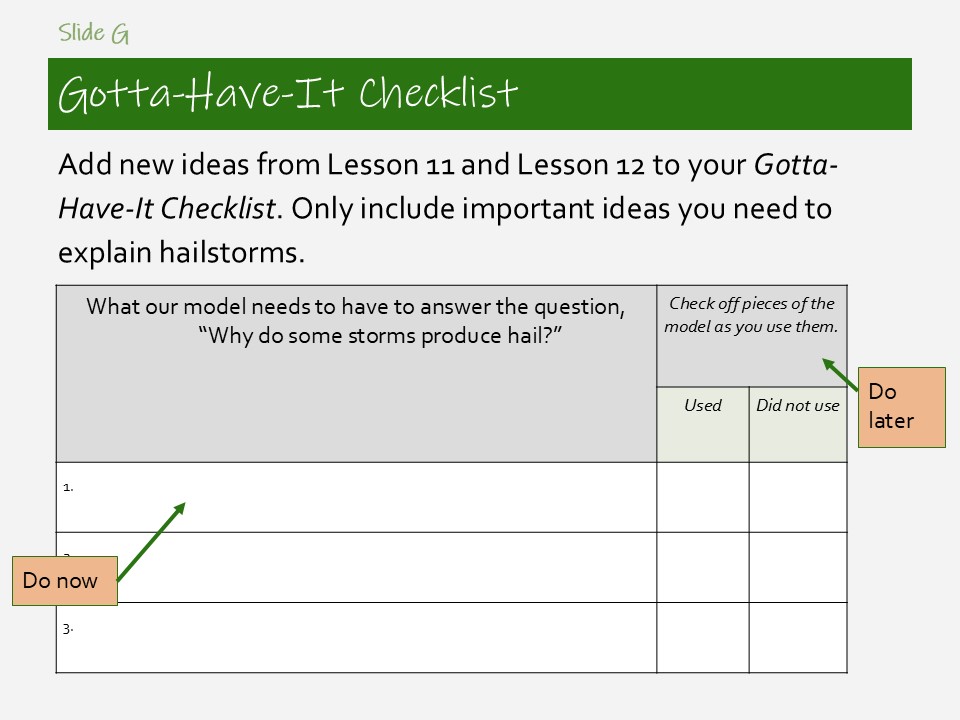 Slide G
Gotta-Have-It Checklist
Add new ideas from Lesson 11 and Lesson 12 to your Gotta-
Have-It Checklist. Only include important ideas you need to
explain hailstorms.
What our model needs to have to answer the question,
“Why do some storms produce hail?”
Check off pieces of the
model as you use them.
Do
later
Used
Did not use
1.
Do now
3.